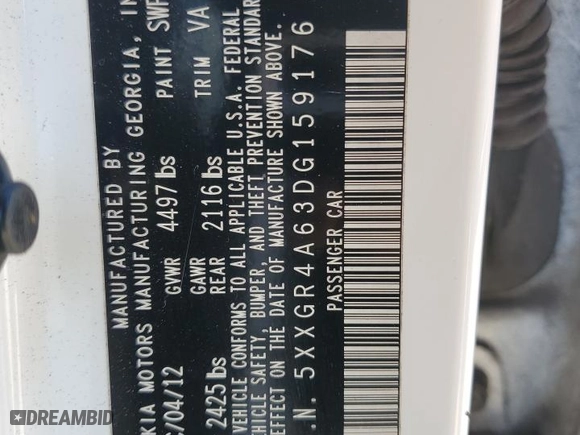 MANUFACTURED BY
KIA MOTORS MANUFACTURING GEORGIA, IN
/04/12 GVWR 4497 lbs PAINT SWP
GAWR TRIM VA
2425 lbs REAR 2116 lbs
VEHICLE CONFORMS TO ALL APPLICABLE U.S.A. FEDERAL
VEHICLE SAFETY, BUMPER, AND THEFT PREVENTION STANDAR
EFFECT ON THE DATE OF MANUFACTURE SHOWN ABOVE.
.N. 5XXGR4A63DG159176
PASSENGER CAR
DREAMBID